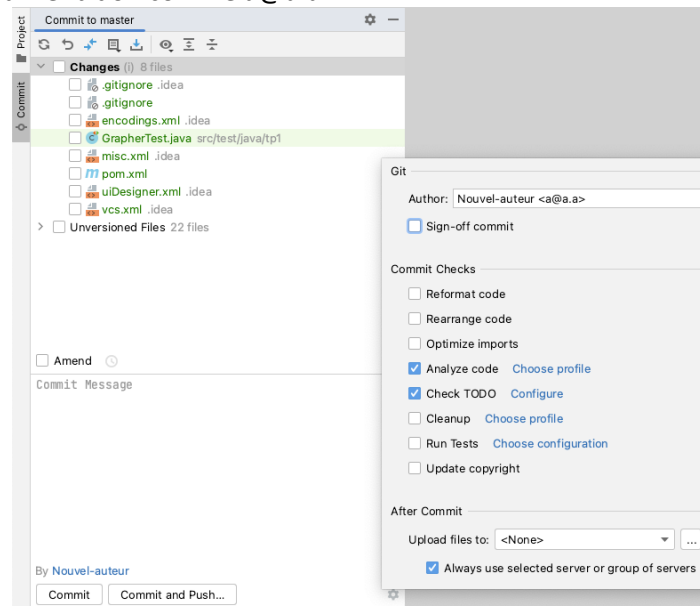 Project
Commit
Commit to master
Changes (i) 8 files
.gitignore .idea
.gitignore
encodings.xml .idea
GrapherTest.java src/test/java/tp1
misc.xml .idea
pom.xml
uiDesigner.xml .idea
vcs.xml .idea
Unversioned Files 22 files
Amend
Commit Message
By Nouvel-auteur
Commit
Commit and Push...
Git
Author: Nouvel-auteur <a@a.a>
Sign-off commit
Commit Checks
Reformat code
Rearrange code
Optimize imports
Analyze code Choose profile
Check TODO Configure
Cleanup Choose profile
Run Tests Choose configuration
Update copyright
After Commit
Upload files to: <None> ...
Always use selected server or group of servers